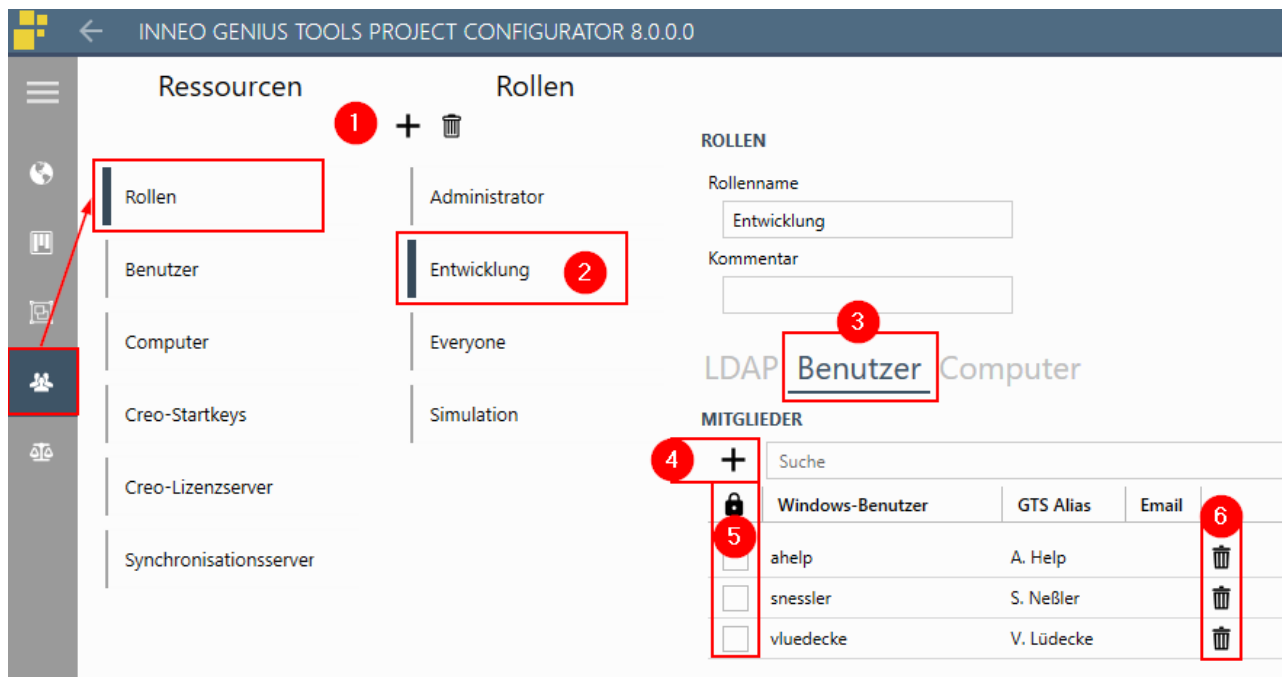 INNEO GENIUS TOOLS PROJECT CONFIGURATOR 8.0.0.0
Ressourcen
Rollen
1
Rollen
Benutzer
Computer
Creo-Startkeys
Creo-Lizenzserver
Synchronisationsserver
Administrator
Entwicklung
2
Everyone
Simulation
ROLLEN
Rollenname
Entwicklung
Kommentar
3
LDAP Benutzer Computer
MITGLIEDER
4
Suche
Windows-Benutzer GTS Alias Email
5
6
ahelp A. Help
snessler S. Neßler
vluedecke V. Lüdecke